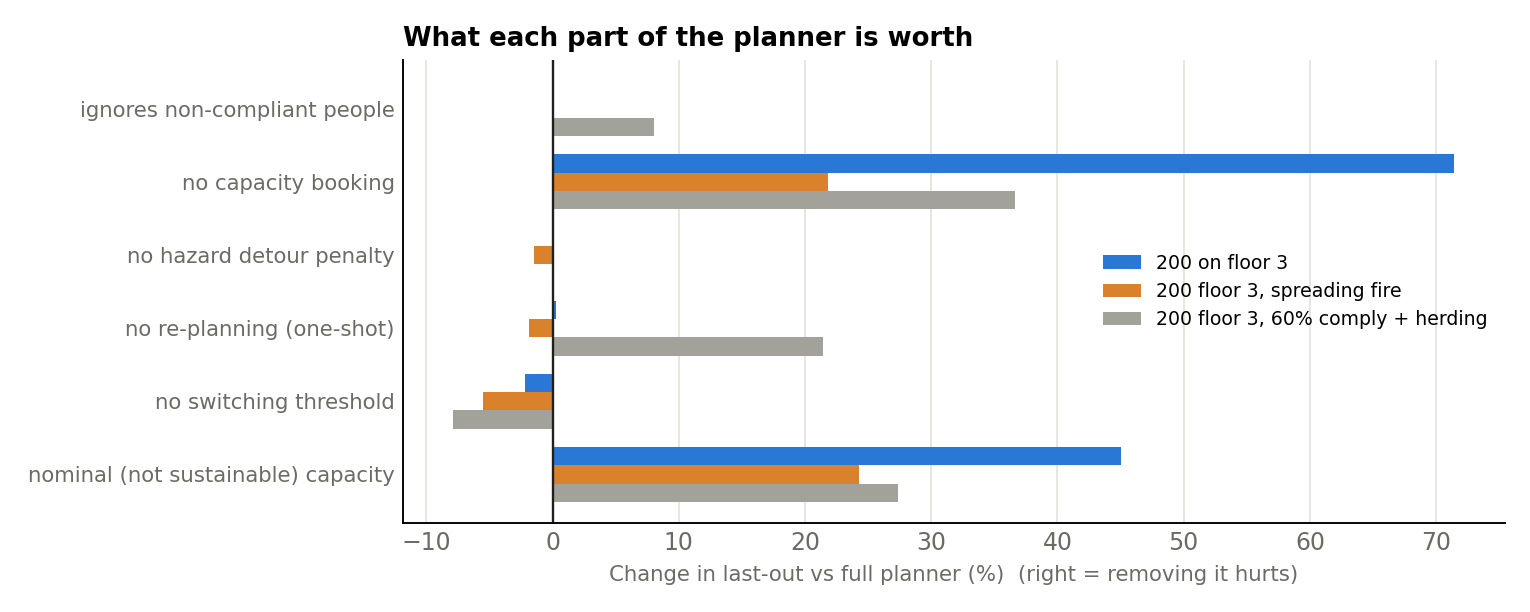 What each part of the planner is worth
ignores non-compliant people
no capacity booking
no hazard detour penalty
no re-planning (one-shot)
no switching threshold
nominal (not sustainable) capacity
200 on floor 3
200 floor 3, spreading fire
200 floor 3, 60% comply + herding
−10 0 10 20 30 40 50 60 70
Change in last-out vs full planner (%)  (right = removing it hurts)